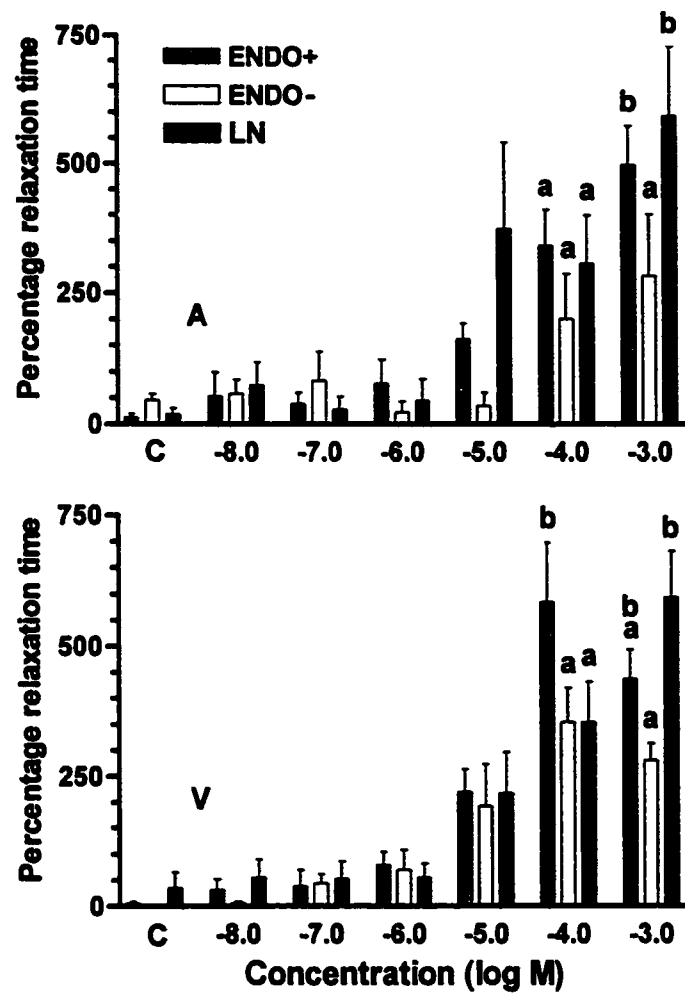 Percentage relaxation time
750
500
250
0
ENDO+
ENDO-
LN
A
a
a
a
b
a
b
C -8.0 -7.0 -6.0 -5.0 -4.0 -3.0
Percentage relaxation time
750
500
250
0
V
b
a
a
b
a
a
b
C -8.0 -7.0 -6.0 -5.0 -4.0 -3.0
Concentration (log M)